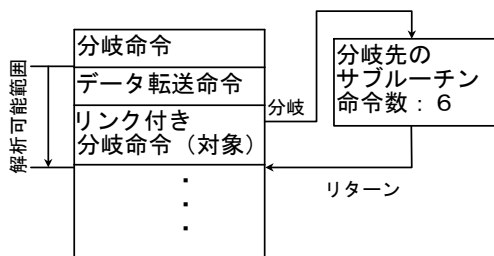 分岐命令
データ転送命令
リンク付き
分岐命令（対象）
・
・
・
解析可能範囲
分岐
分岐先の
サブルーチン
命令数：６
リターン